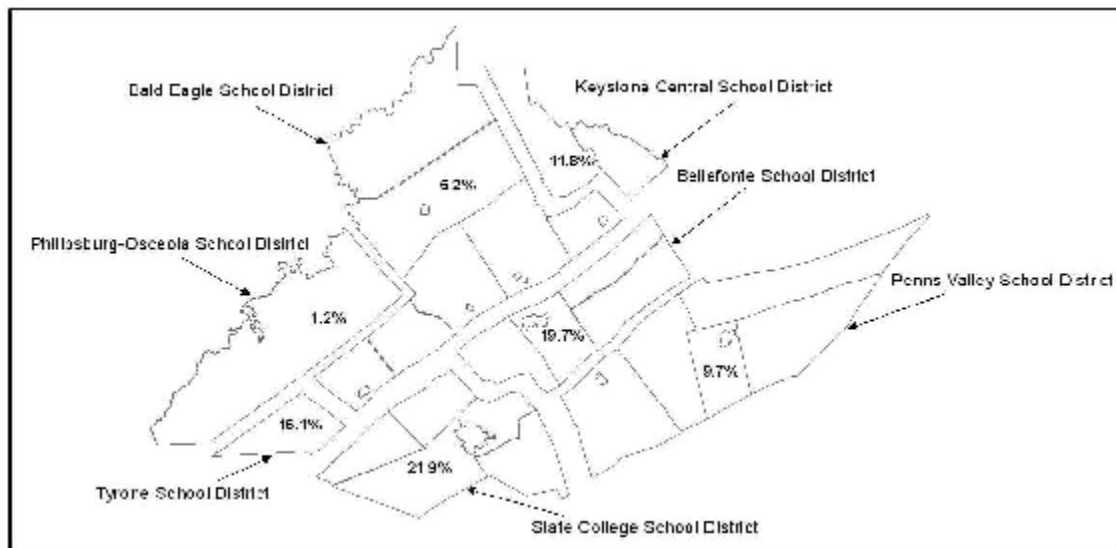 Bald Eagle School District
Keystone Central School District
11.8%
Bellefonte School District
6.2%
Philipsburg-Osceola School District
Penns Valley School District
1.2%
19.7%
9.7%
16.1%
21.9%
Tyrone School District
State College School District